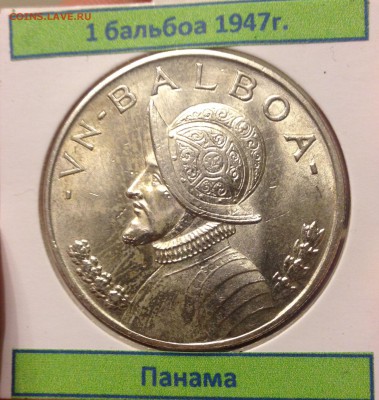 COINS.LAVE.RU
1 бальбоа 1947г.
- VN - BALBOA -
Панама